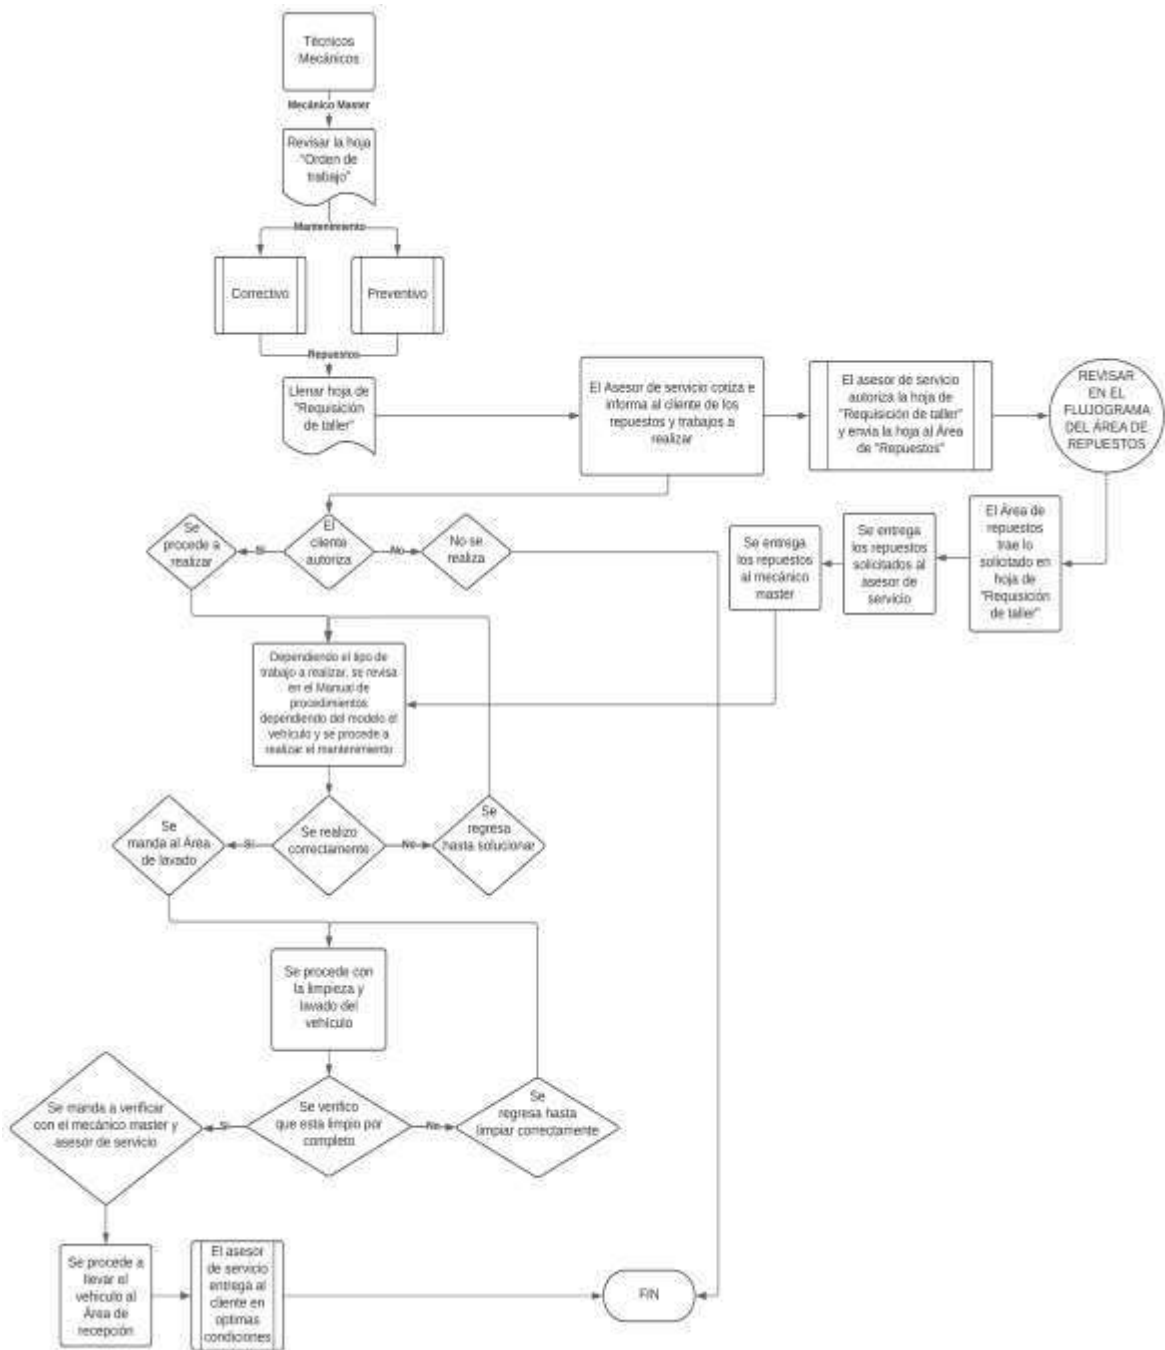 Técnicos
Mecánicos
Mecánico Master
Revisar la hoja
"Orden de
trabajo"
Mantenimiento
Correctivo
Preventivo
Repuestos
Llenar hoja de
"Requisición
de taller"
El Asesor de servicio cotiza e
informa al cliente de los
repuestos y trabajos a
realizar
El asesor de servicio
autoriza la hoja de
"Requisición de taller"
y envia la hoja al Área
de "Repuestos"
REVISAR
EN EL
FLUJOGRAMA
DEL ÁREA DE
REPUESTOS
El Área de
repuestos
trae lo
solicitado en
hoja de
"Requisición
de taller"
Se entrega
los repuestos
solicitados al
asesor de
servicio
Se entrega
los repuestos
al mecánico
master
Se
procede a
realizar
Si
El
cliente
autoriza
No
No se
realiza
Dependiendo el tipo de
trabajo a realizar, se revisa
en el Manual de
procedimientos
dependiendo del modelo el
vehículo y se procede a
realizar el mantenimiento
Se
manda al Área
de lavado
Si
Se realizo
correctamente
No
Se
regresa
hasta solucionar
Se procede con
la limpieza y
lavado del
vehículo
Se manda a verificar
con el mecánico master y
asesor de servicio
Si
Se verifico
que esta limpio por
completo
No
Se
regresa hasta
limpiar correctamente
Se procede a
llevar el
vehículo al
Área de
recepción
El asesor
de servicio
entrega al
cliente en
optimas
condiciones
FIN